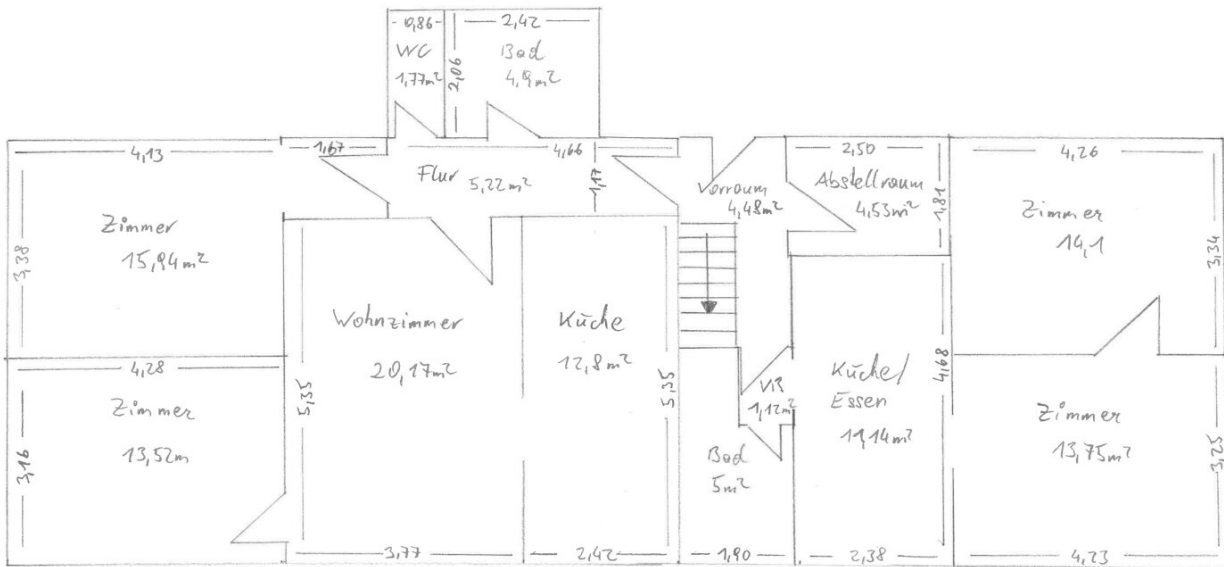 0,86
WC
1,77m²
2,06
2,42
Bad
4,9m²
4,13
1,67
4,66
Flur
5,22m²
1,17
Vorraum
4,48m²
2,50
Abstellraum
4,53m²
1,81
4,26
Zimmer
14,1
3,34
Zimmer
15,94m²
3,38
4,28
Zimmer
13,52m
3,16
Wohnzimmer
20,17m²
5,35
3,77
Küche
12,8m²
5,35
2,42
VR
1,12m²
Bad
5m²
1,90
Küche/
Essen
11,14m²
4,68
2,38
Zimmer
13,75m²
3,25
4,23